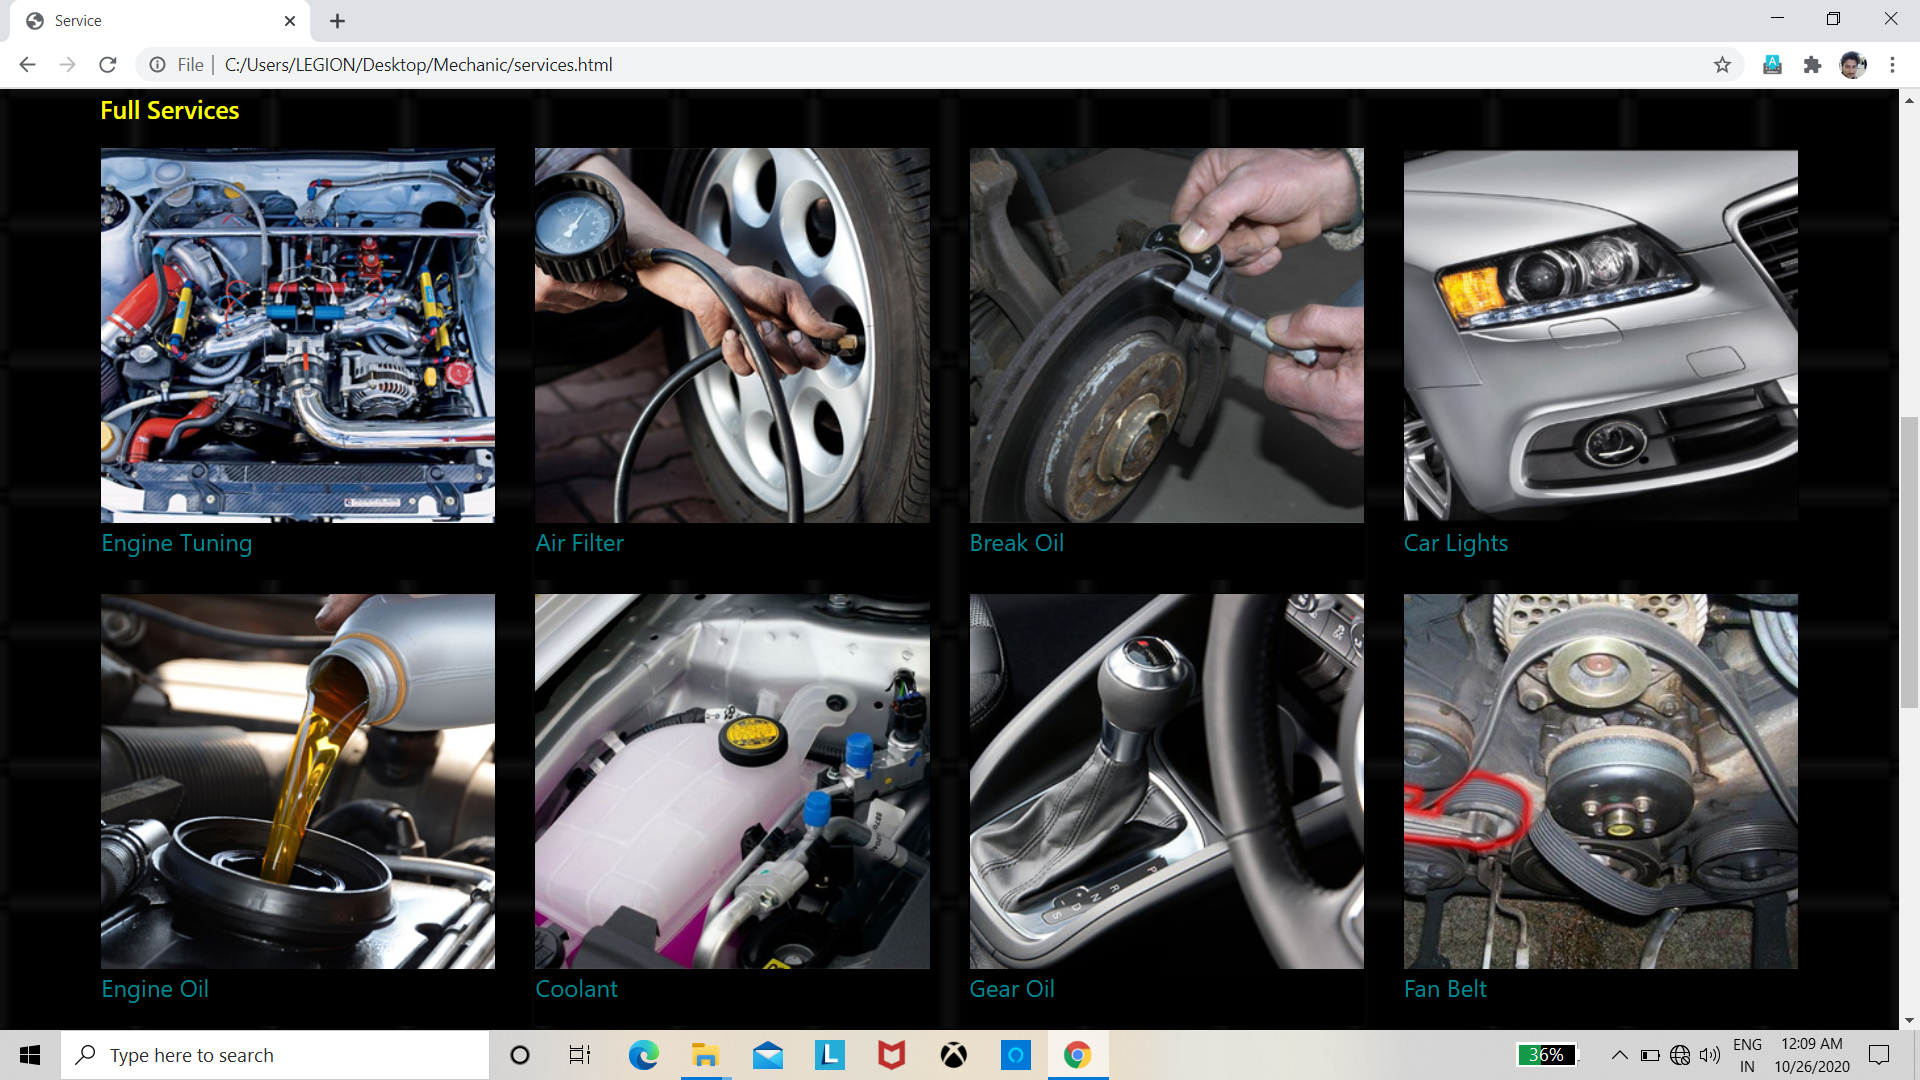 Service
File
C:/Users/LEGION/Desktop/Mechanic/services.html
Full Services
Engine Tuning
Air Filter
Break Oil
Car Lights
P
R
N
D
S
Engine Oil
Coolant
Gear Oil
Fan Belt
Type here to search
L
36%
ENG
IN
12:09 AM
10/26/2020